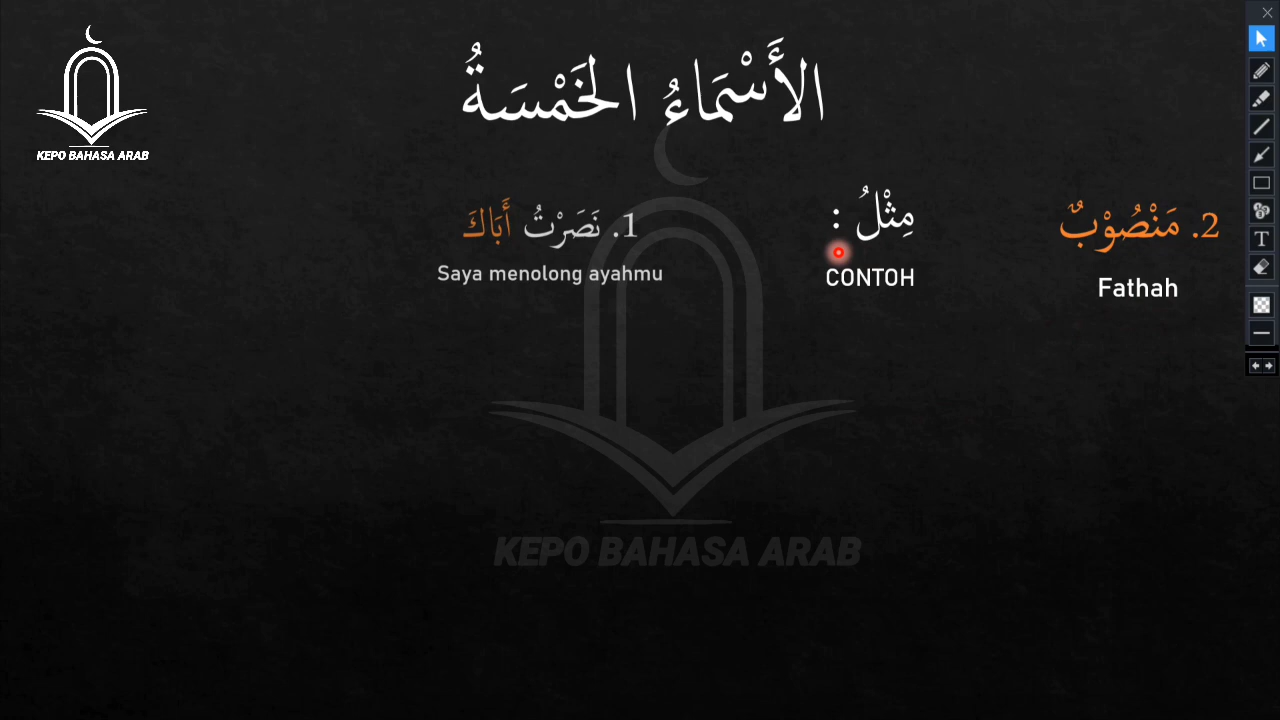 KEPO BAHASA ARAB
الأَسْمَاءُ الخَمْسَةُ
2. مَنْصُوْبٌ
Fathah
مِثْلُ :
CONTOH
1. نَصَرْتُ أَبَاكَ
Saya menolong ayahmu
KEPO BAHASA ARAB
T